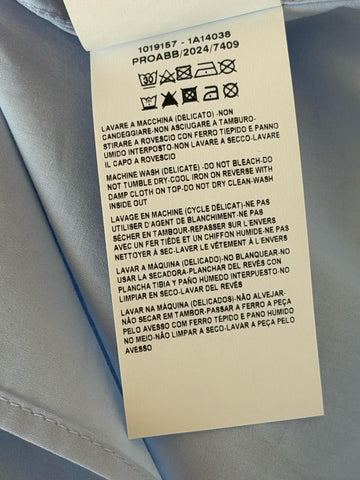 1019157 - 1A14038
PROABB/2024/7409
30
LAVARE A MACCHINA (DELICATO) -NON
CANDEGGIARE-NON ASCIUGARE A TAMBURO-
STIRARE A ROVESCIO CON FERRO TIEPIDO E PANNO
UMIDO INTERPOSTO-NON LAVARE A SECCO-LAVARE
IL CAPO A ROVESCIO
MACHINE WASH (DELICATE) -DO NOT BLEACH-DO
NOT TUMBLE DRY-COOL IRON ON REVERSE WITH
DAMP CLOTH ON TOP-DO NOT DRY CLEAN-WASH
INSIDE OUT
LAVAGE EN MACHINE (CYCLE DÉLICAT)-NE PAS
UTILISER D'AGENT DE BLANCHIMENT-NE PAS
SÉCHER EN TAMBOUR-REPASSER SUR L'ENVERS
AVEC UN FER TIÈDE ET UN CHIFFON HUMIDE-NE PAS
NETTOYER À SEC-LAVER LE VÊTEMENT À L'ENVERS
LAVAR A MÁQUINA (DELICADO)-NO BLANQUEAR-NO
USAR LA SECADORA-PLANCHAR DEL REVÉS CON
PLANCHA TIBIA Y PAÑO HÚMEDO INTERPUESTO-NO
LIMPIAR EN SECO-LAVAR DEL REVÉS
LAVAR NA MÁQUINA (DELICADOS)-NÃO ALVEJAR-
NÃO SECAR EM TAMBOR-PASSAR A FERRO A PEÇA
PELO AVESSO COM FERRO TÉPIDO E PANO HÚMIDO
NO MEIO-NÃO LIMPAR A SECO-LAVAR A PEÇA PELO
AVESSO